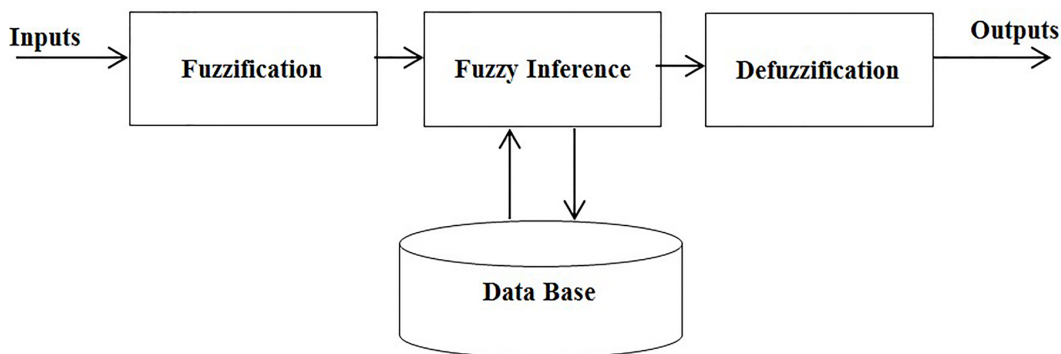 Inputs
Fuzzification
Fuzzy Inference
Defuzzification
Outputs
Data Base